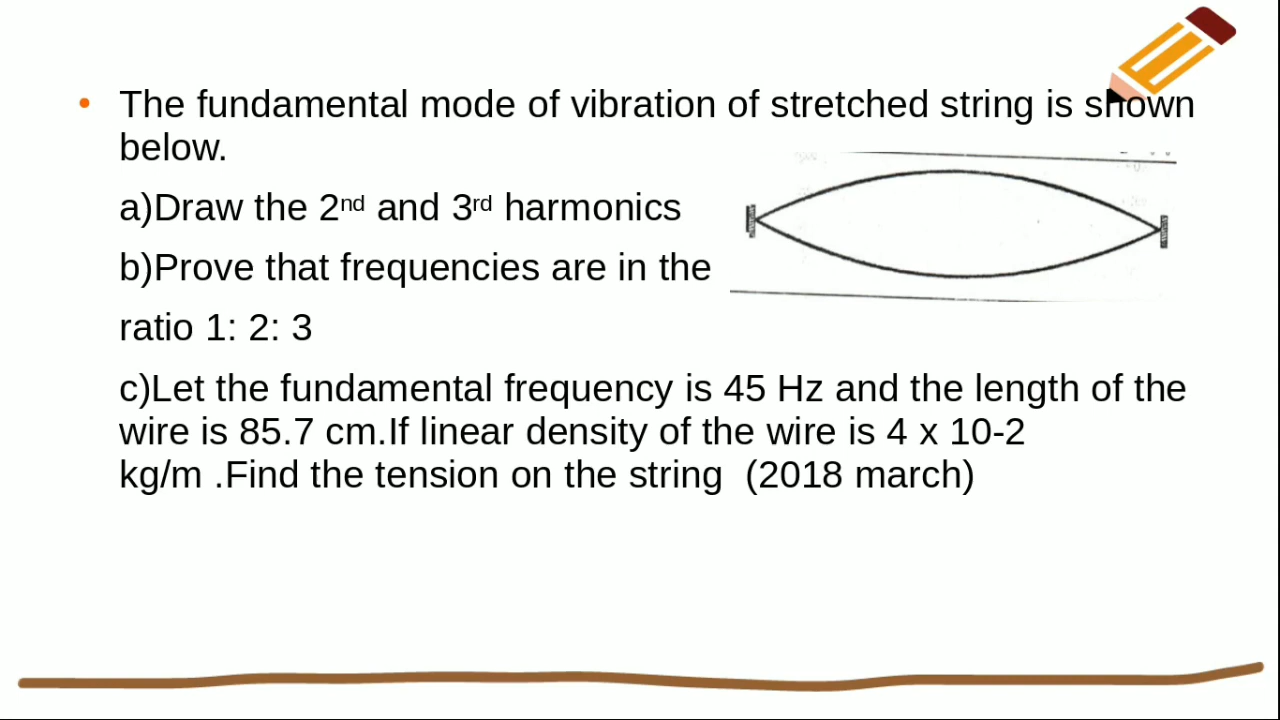 The fundamental mode of vibration of stretched string is shown
below.
a)Draw the 2nd and 3rd harmonics
b)Prove that frequencies are in the
ratio 1: 2: 3
c)Let the fundamental frequency is 45 Hz and the length of the
wire is 85.7 cm.If linear density of the wire is 4 x 10-2
kg/m .Find the tension on the string (2018 march)